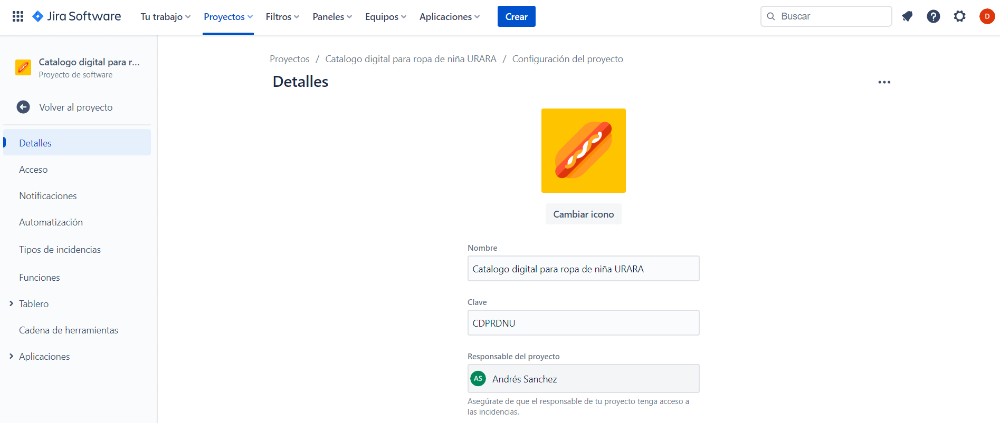 Jira Software
Tu trabajo
Proyectos
Filtros
Paneles
Equipos
Aplicaciones
Crear
Buscar
D
Catalogo digital para r...
Proyecto de software
Volver al proyecto
Detalles
Acceso
Notificaciones
Automatización
Tipos de incidencias
Funciones
Tablero
Cadena de herramientas
Aplicaciones
Proyectos / Catalogo digital para ropa de niña URARA / Configuración del proyecto
Detalles
Cambiar icono
Nombre
Catalogo digital para ropa de niña URARA
Clave
CDPRDNU
Responsable del proyecto
AS Andrés Sanchez
Asegúrate de que el responsable de tu proyecto tenga acceso a
las incidencias.